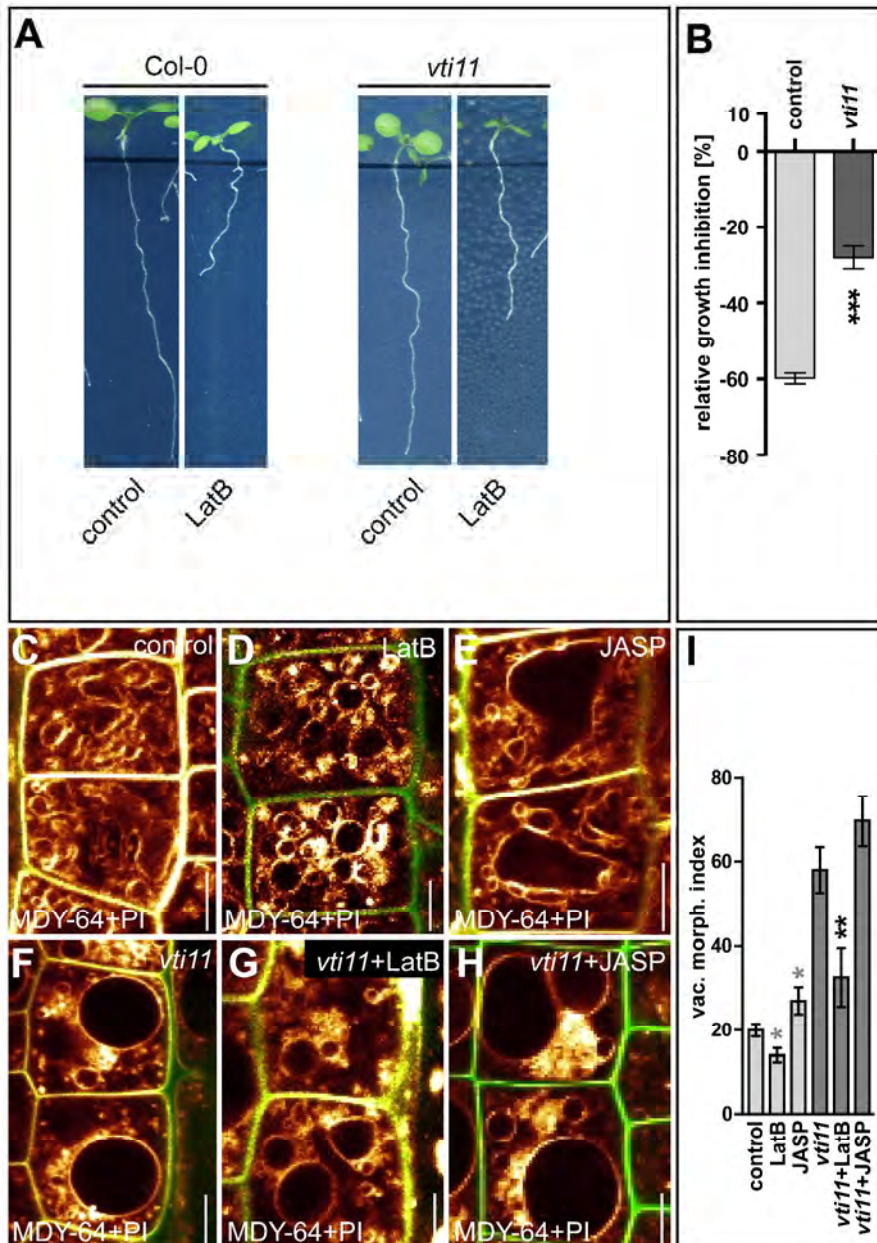 A
Col-0
vti11
control
LatB
control
LatB
B
control
vti11
relative growth inhibition [%]
10
0
-20
-40
-60
-80
***
C
control
MDY-64+PI
D
LatB
MDY-64+PI
E
JASP
MDY-64+PI
F
vti11
MDY-64+PI
G
vti11+LatB
MDY-64+PI
H
vti11+JASP
MDY-64+PI
I
vac. morph. index
80
60
40
20
0
*
*
**
control
LatB
JASP
vti11
vti11+LatB
vti11+JASP